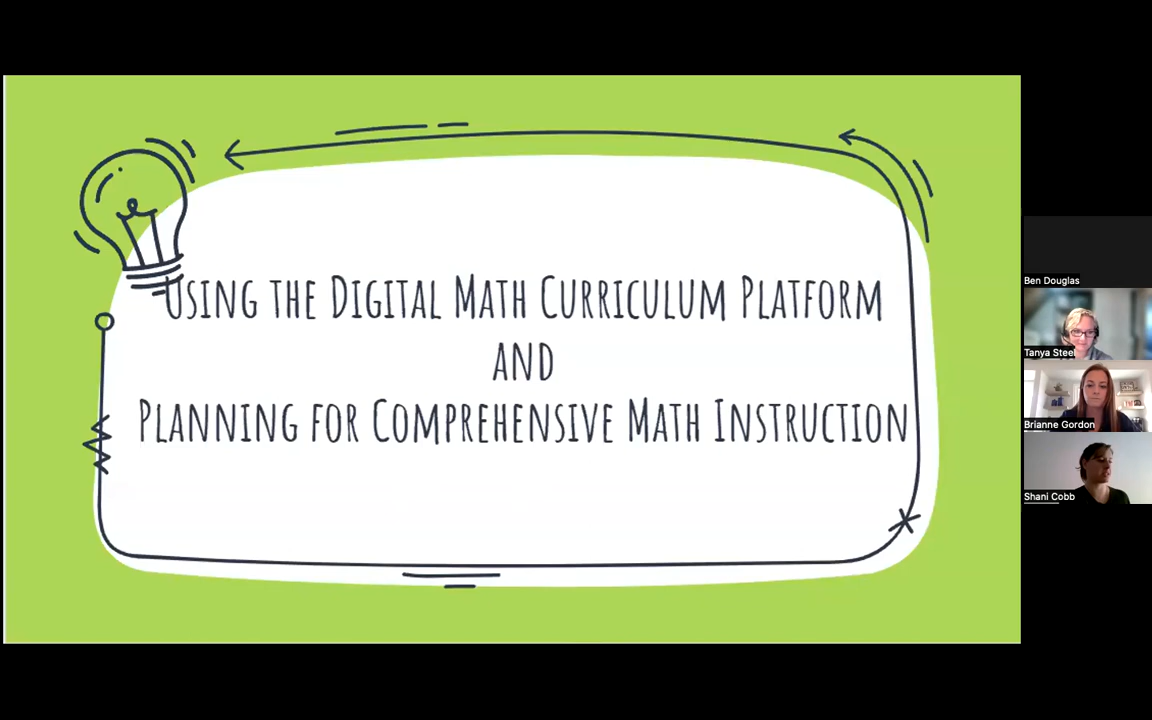 Using the Digital Math Curriculum Platform
and
Planning for Comprehensive Math Instruction
Ben Douglas
Tanya Steel
Brianne Gordon
Shani Cobb